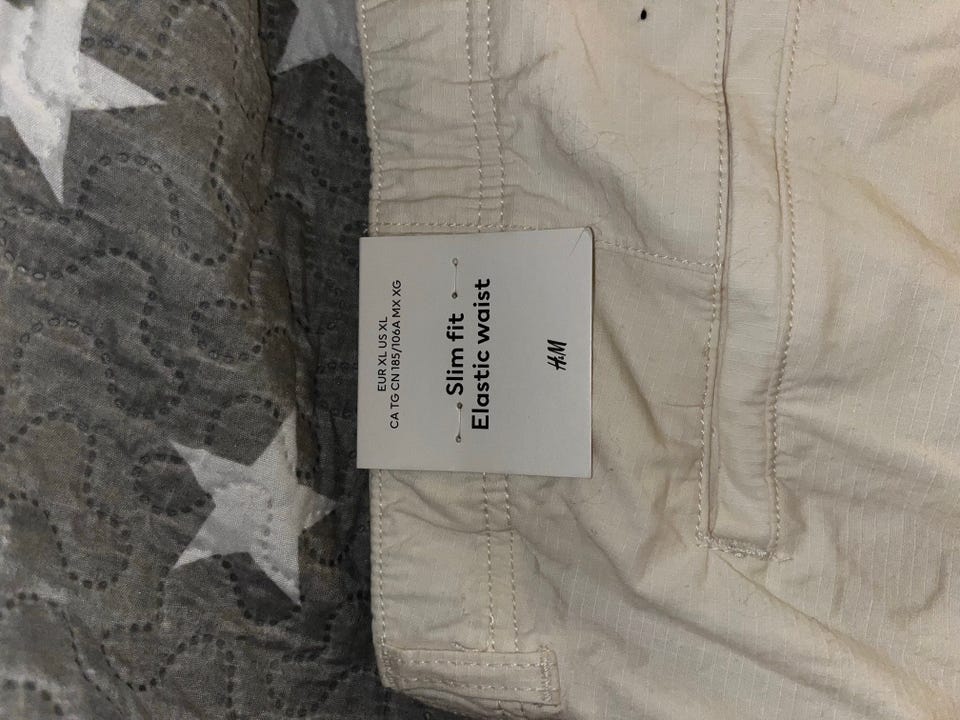 EUR XL US XL
CA TG CN 185/106A MX XG
Slim fit
Elastic waist
H&M